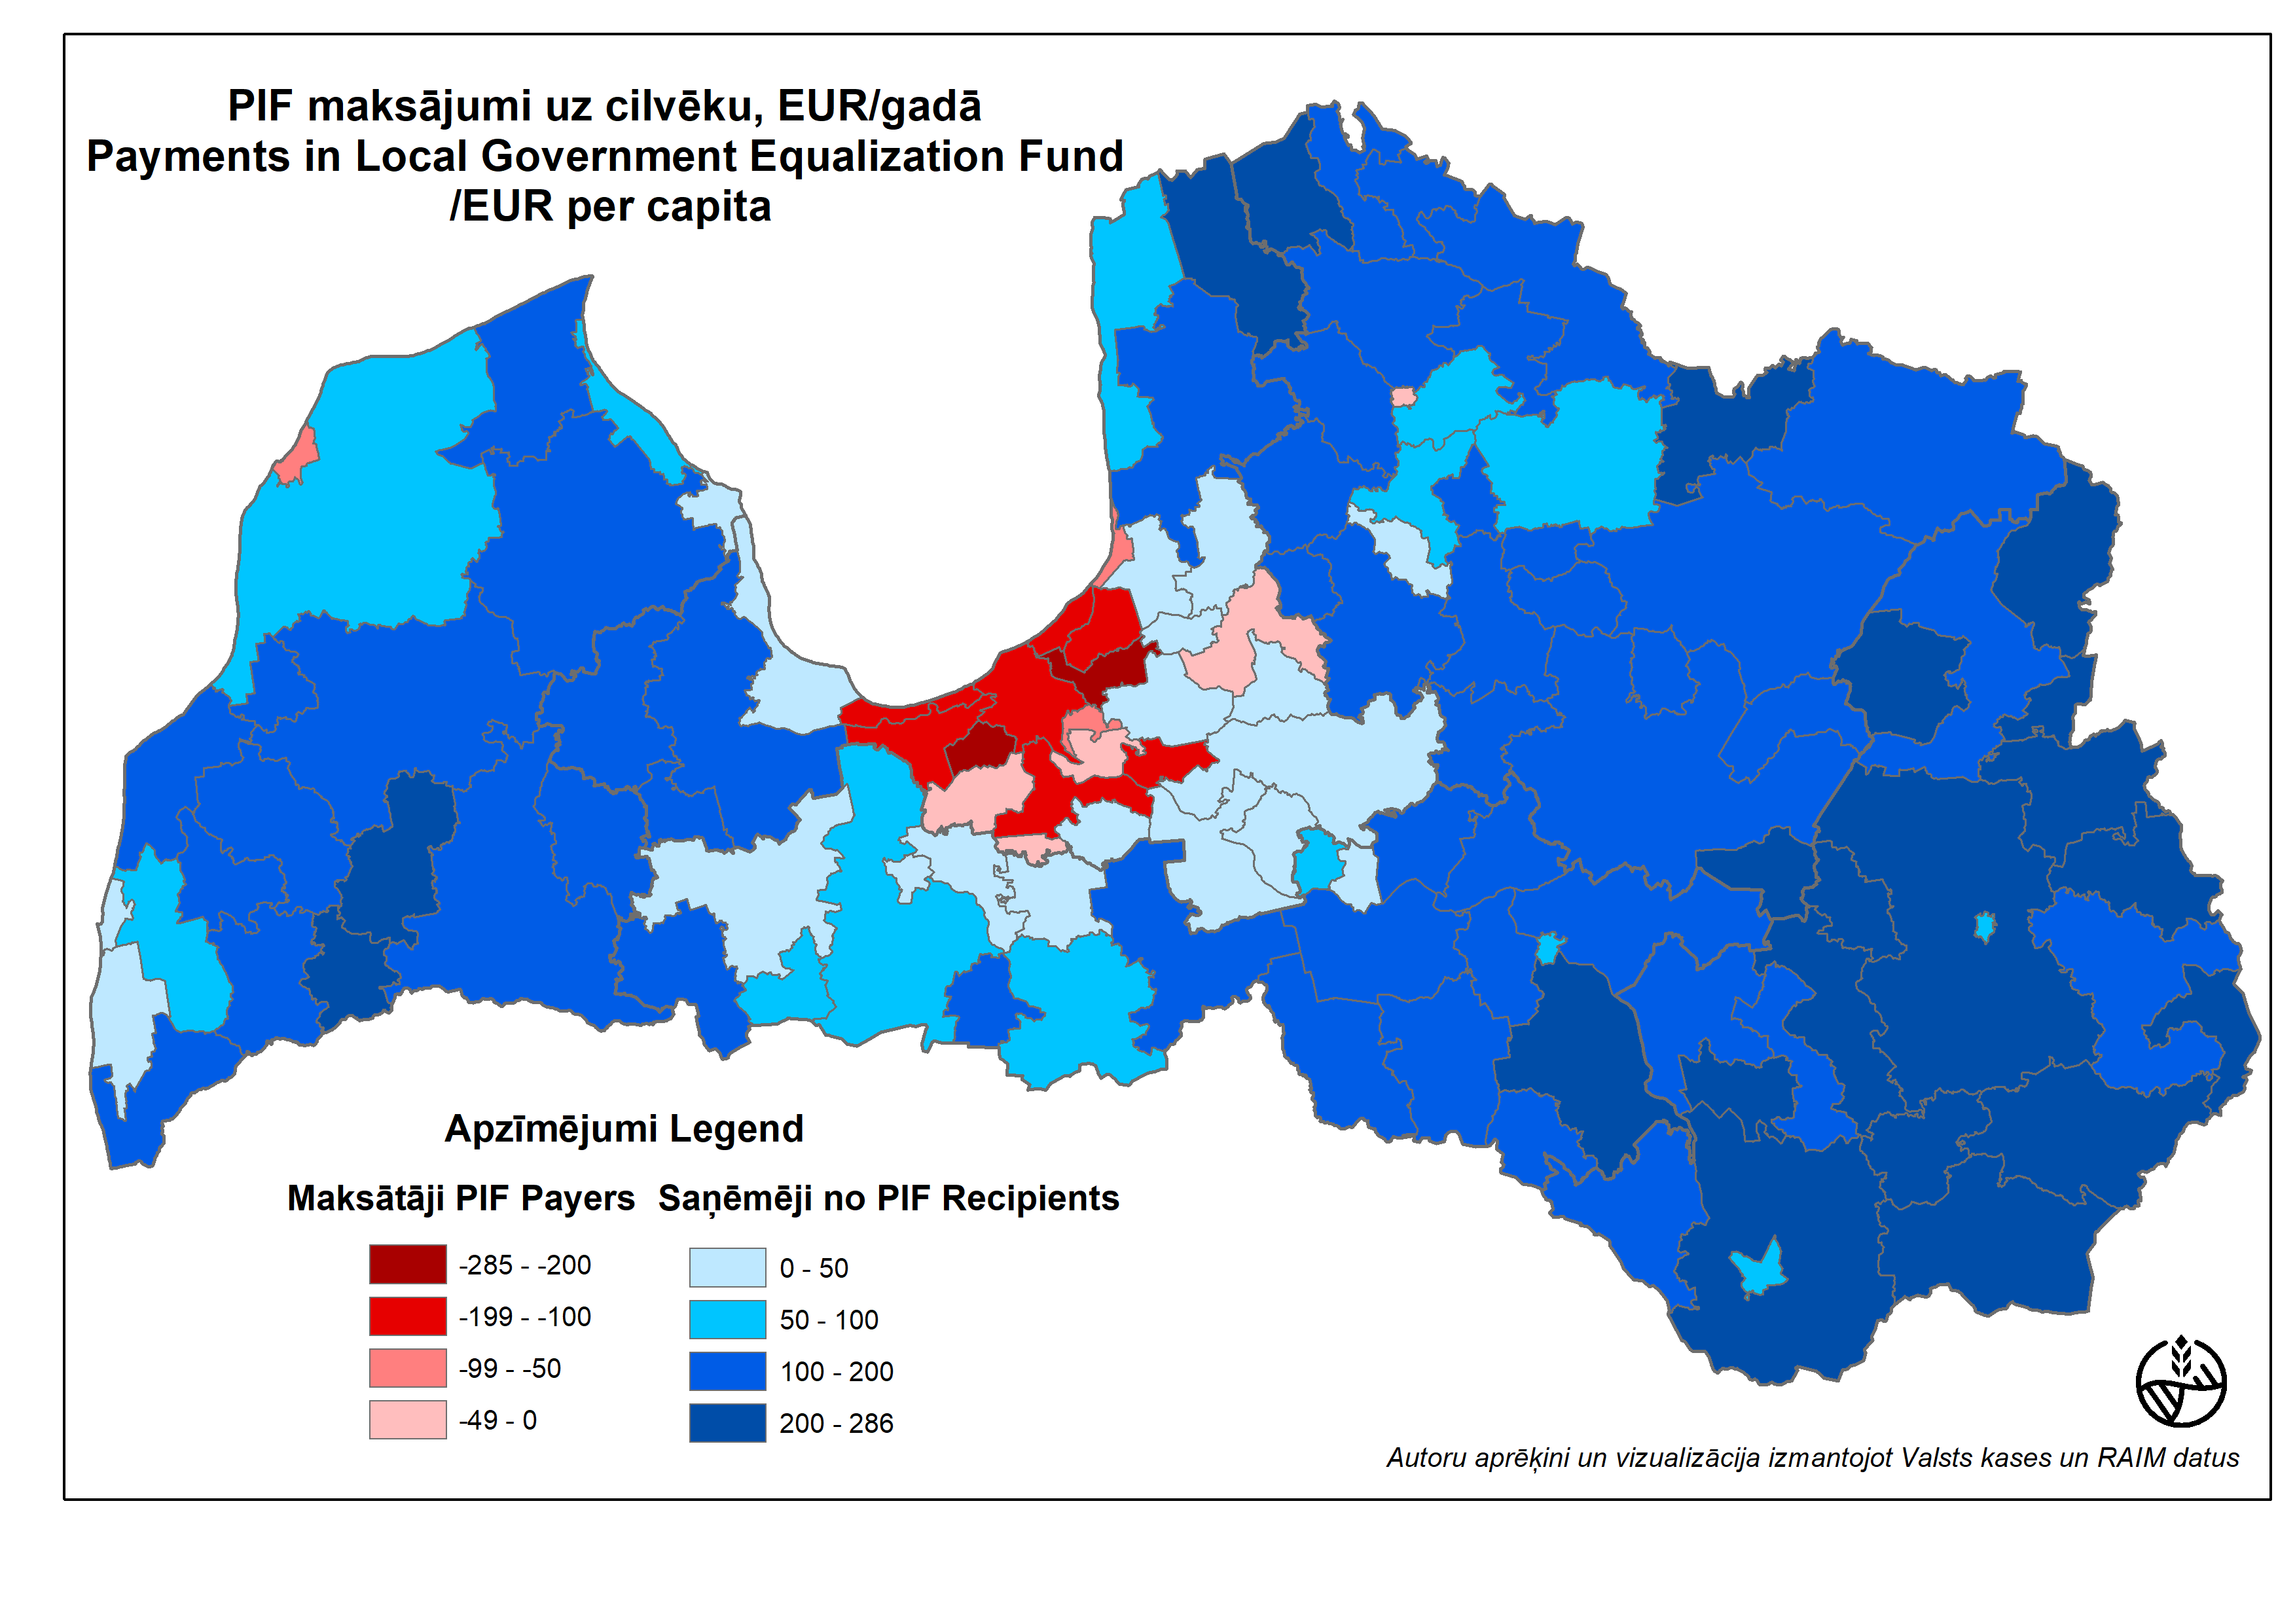 PIF maksājumi uz cilvēku, EUR/gadā
Payments in Local Government Equalization Fund
/EUR per capita
Apzīmējumi Legend
Maksātāji PIF Payers
-285 - -200
-199 - -100
-99 - -50
-49 - 0
Saņēmēji no PIF Recipients
0 - 50
50 - 100
100 - 200
200 - 286
Autoru aprēķini un vizualizācija izmantojot Valsts kases un RAIM datus